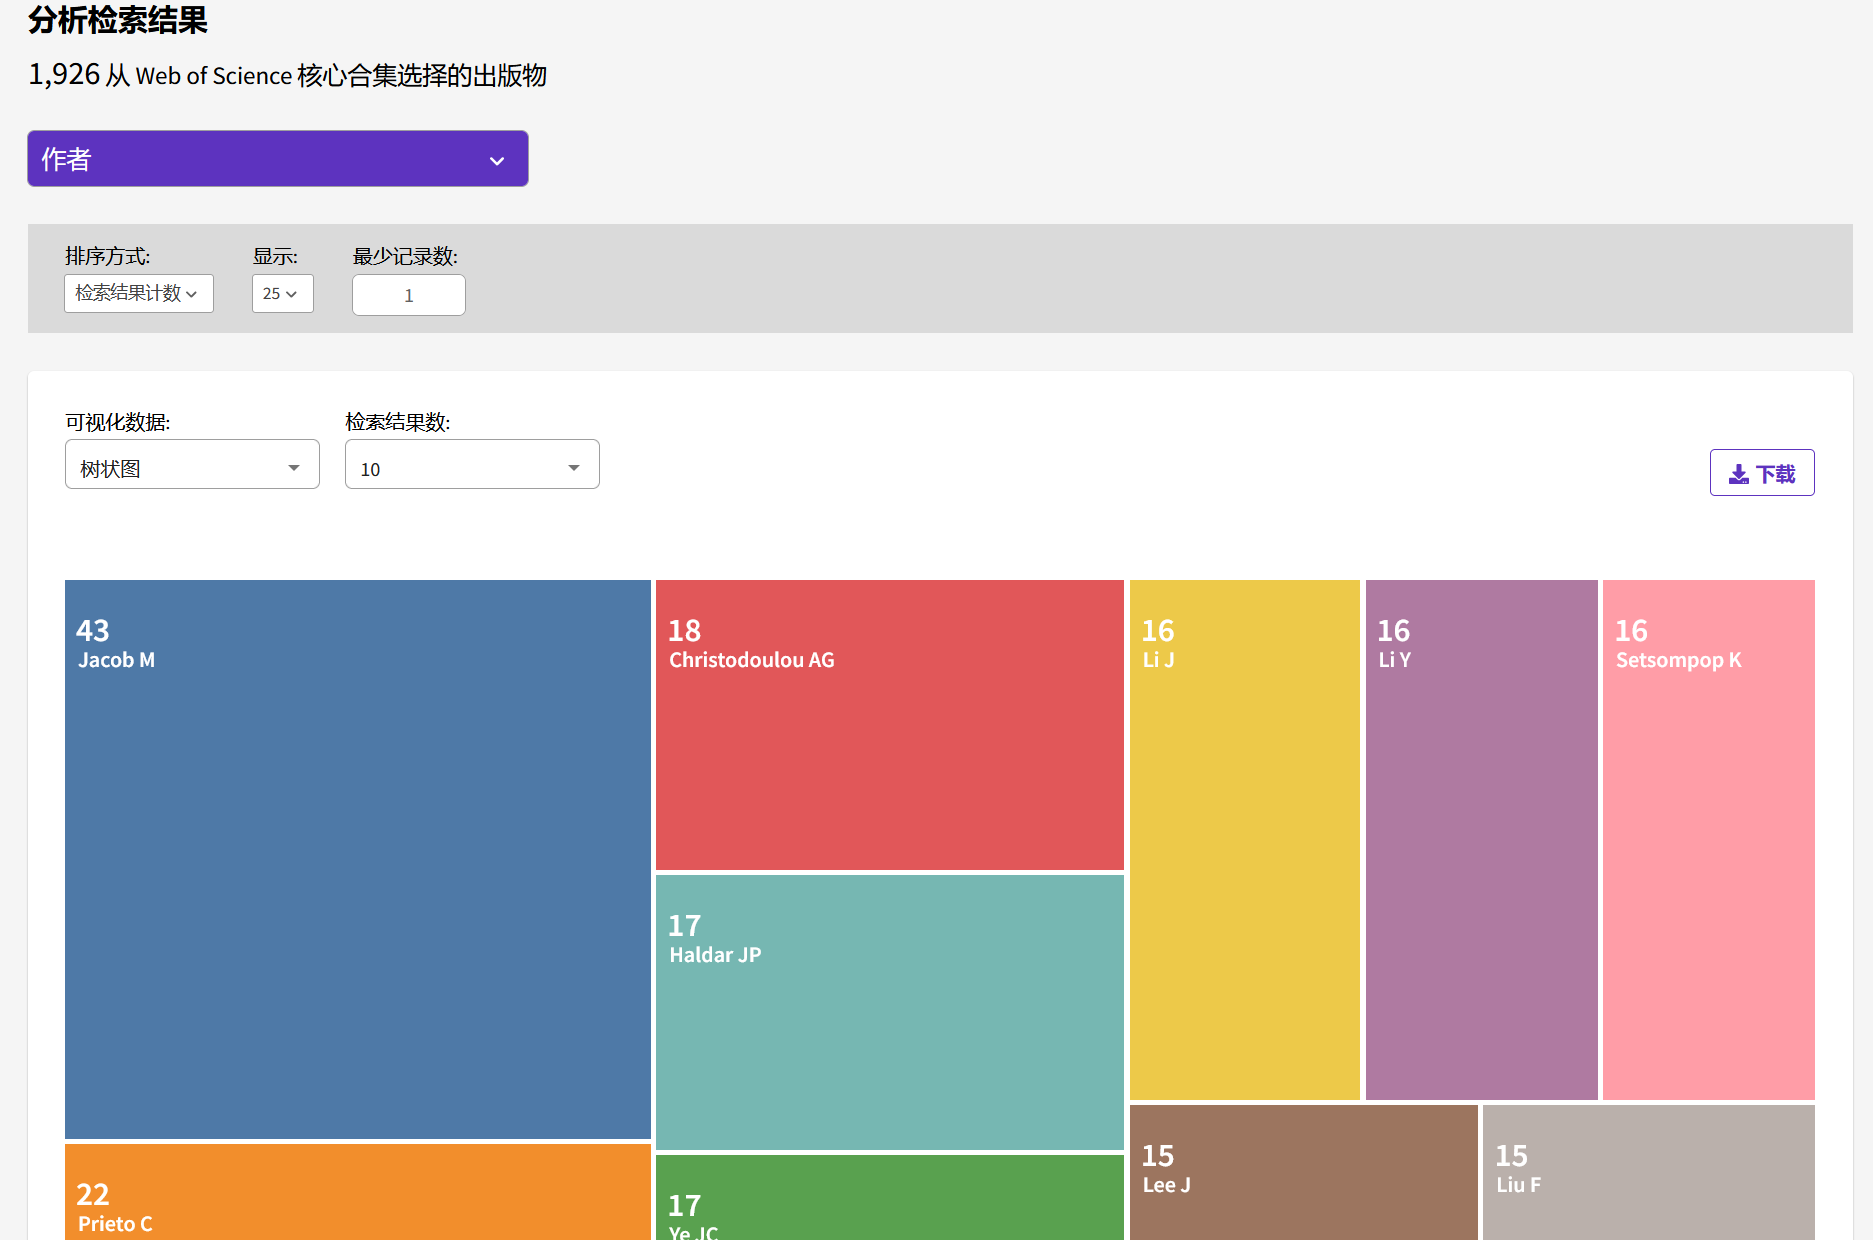 分析检索结果
1,926 从 Web of Science 核心合集选择的出版物
作者
排序方式: 显示: 最少记录数:
检索结果计数 25 1
可视化数据: 检索结果数:
树状图 10
下载
43
Jacob M
18
Christodoulou AG
16
Li J
16
Li Y
16
Setsompop K
17
Haldar JP
15
Lee J
15
Liu F
22
Prieto C
17
Ye JC